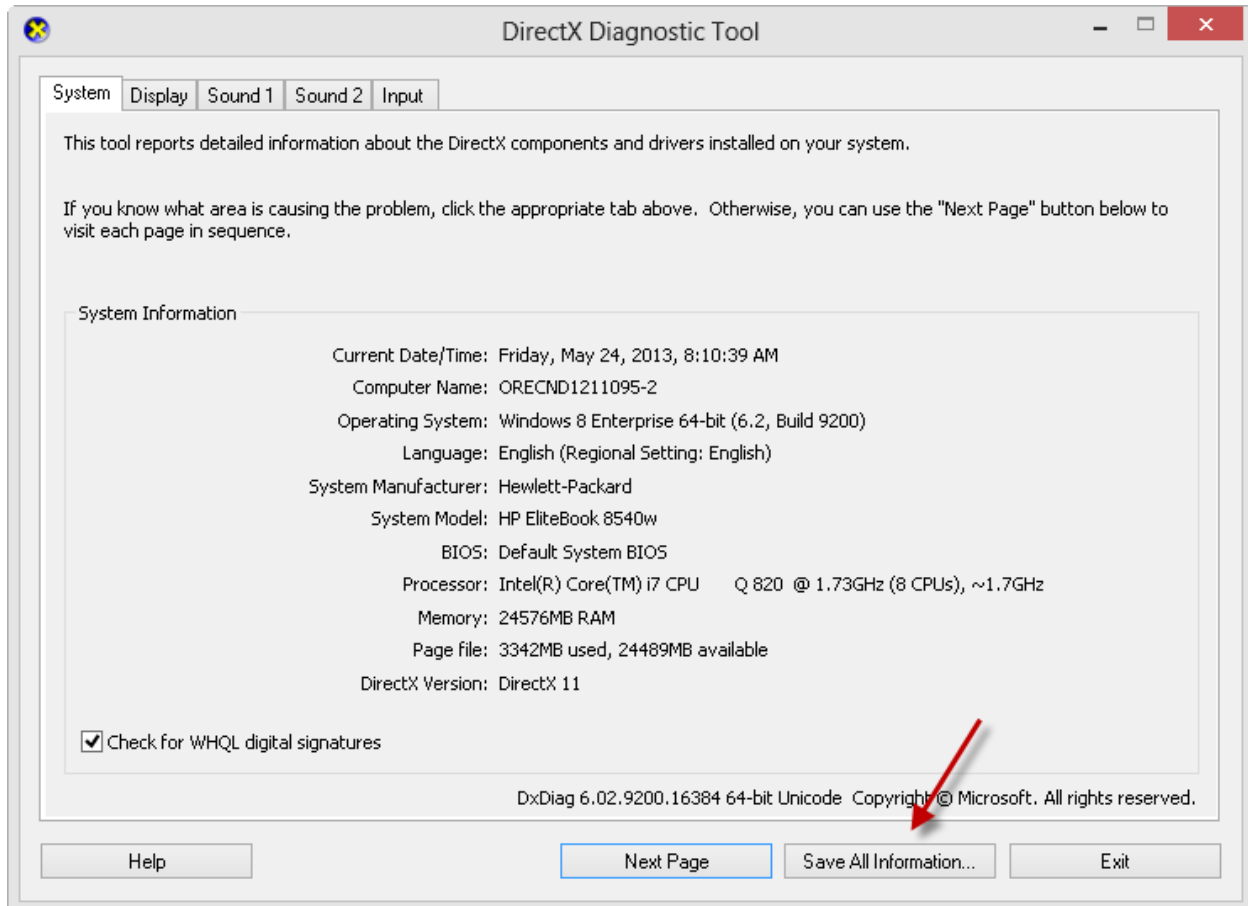 DirectX Diagnostic Tool
System Display Sound 1 Sound 2 Input
This tool reports detailed information about the DirectX components and drivers installed on your system.
If you know what area is causing the problem, click the appropriate tab above.  Otherwise, you can use the "Next Page" button below to
visit each page in sequence.
System Information
Current Date/Time: Friday, May 24, 2013, 8:10:39 AM
Computer Name: ORECND1211095-2
Operating System: Windows 8 Enterprise 64-bit (6.2, Build 9200)
Language: English (Regional Setting: English)
System Manufacturer: Hewlett-Packard
System Model: HP EliteBook 8540w
BIOS: Default System BIOS
Processor: Intel(R) Core(TM) i7 CPU       Q 820  @ 1.73GHz (8 CPUs), ~1.7GHz
Memory: 24576MB RAM
Page file: 3342MB used, 24489MB available
DirectX Version: DirectX 11
Check for WHQL digital signatures
DxDiag 6.02.9200.16384 64-bit Unicode  Copyright © Microsoft. All rights reserved.
Help Next Page Save All Information... Exit